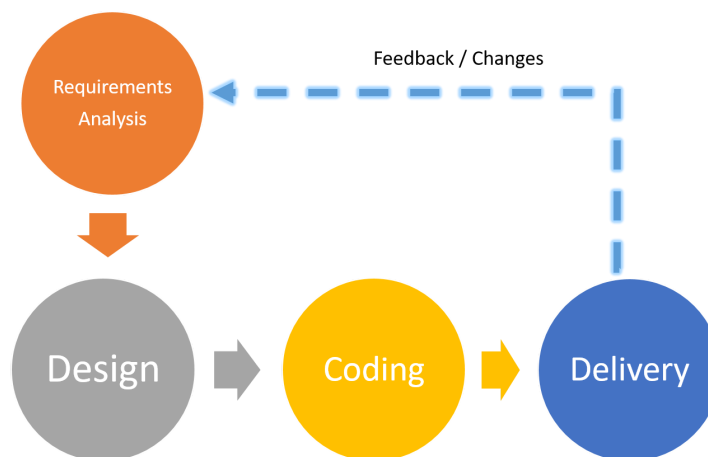 Requirements
Analysis
Feedback / Changes
Design
Coding
Delivery